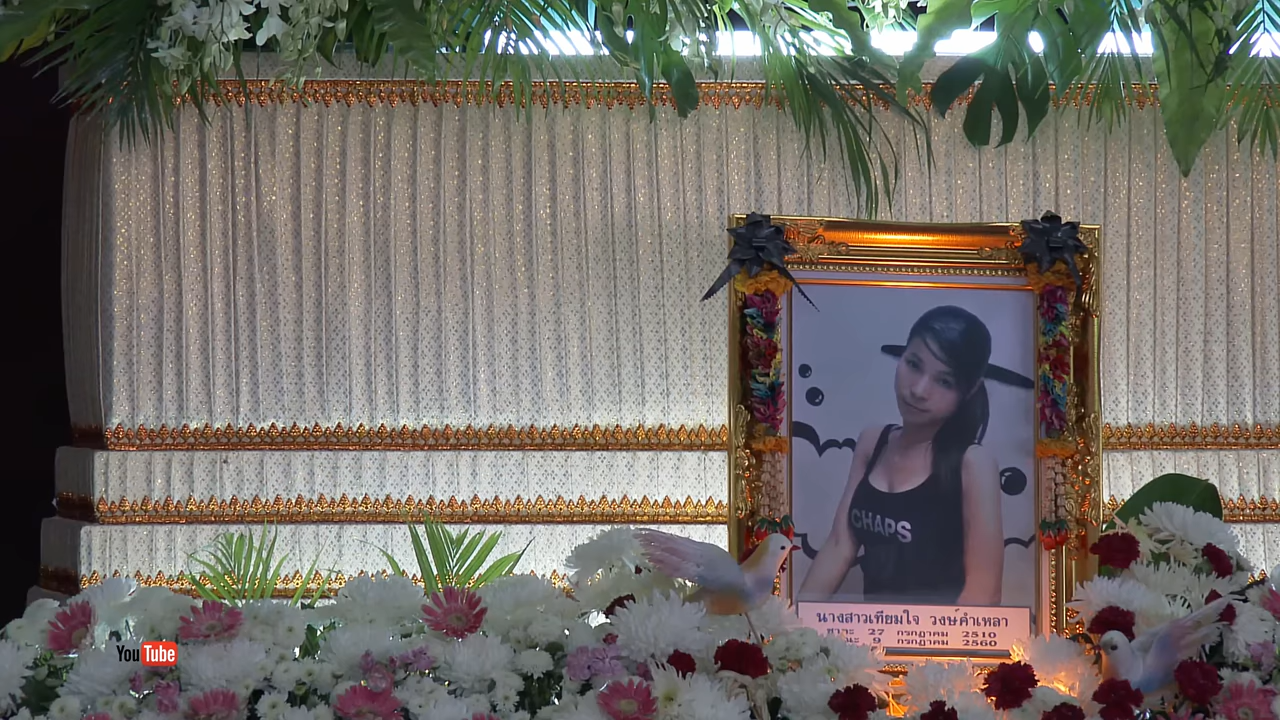 CHAPS
นางสาวเทียมใจ วงษ์คำเหลา
27 กรกฎาคม 2510
9 กรกฎาคม 2560
YouTube